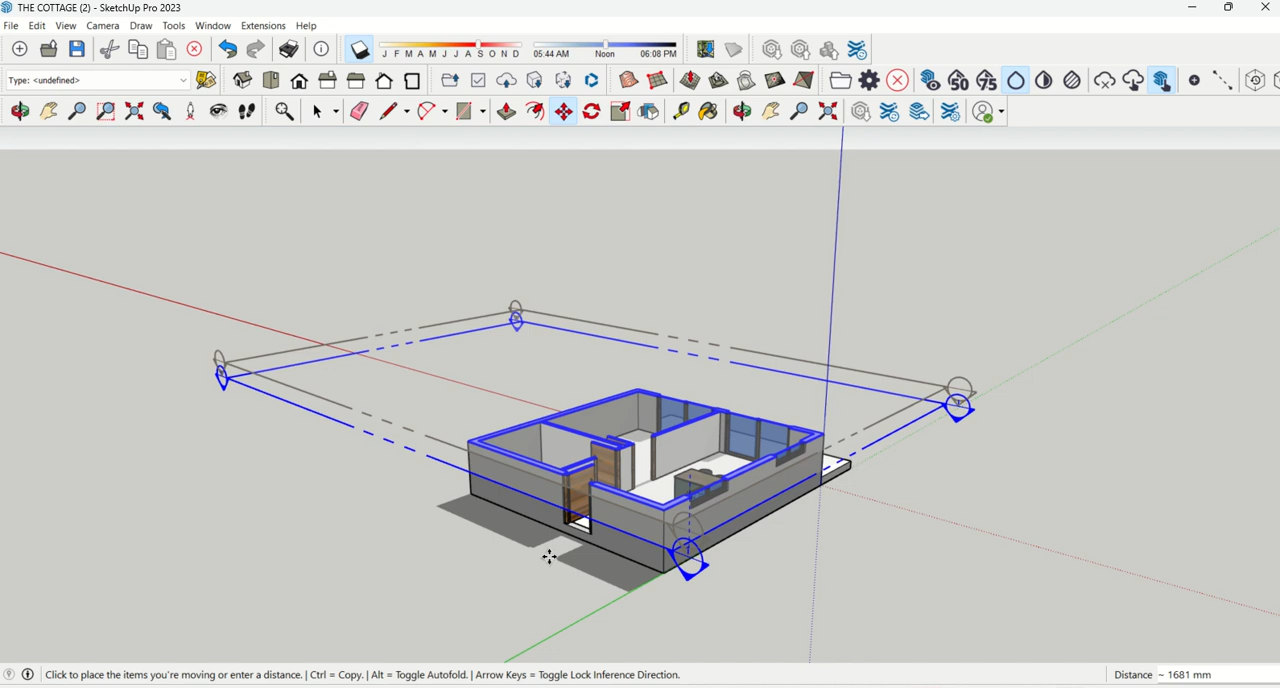 THE COTTAGE (2) - SketchUp Pro 2023
File Edit View Camera Draw Tools Window Extensions Help
J F M A M J J A S O N D 05:44 AM Noon 06:08 PM
Type: <undefined> 50 75
Click to place the items you're moving or enter a distance. | Ctrl = Copy. | Alt = Toggle Autofold. | Arrow Keys = Toggle Lock Inference Direction. Distance ~ 1681 mm